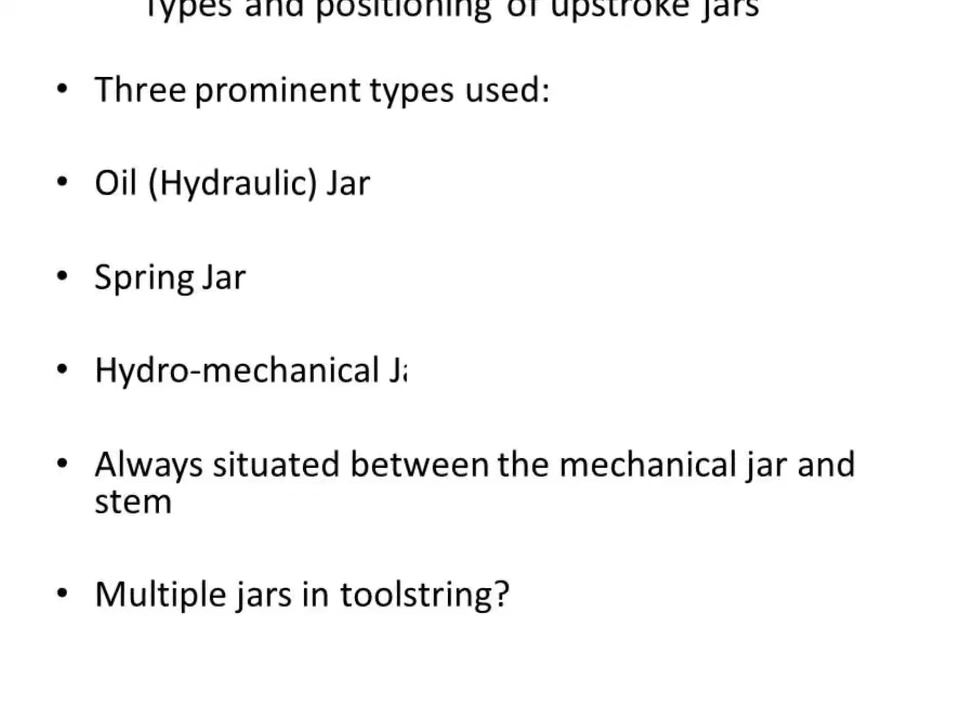 Types and positioning of upstroke jars
• Three prominent types used:
• Oil (Hydraulic) Jar
• Spring Jar
• Hydro-mechanical Ja
• Always situated between the mechanical jar and
stem
• Multiple jars in toolstring?